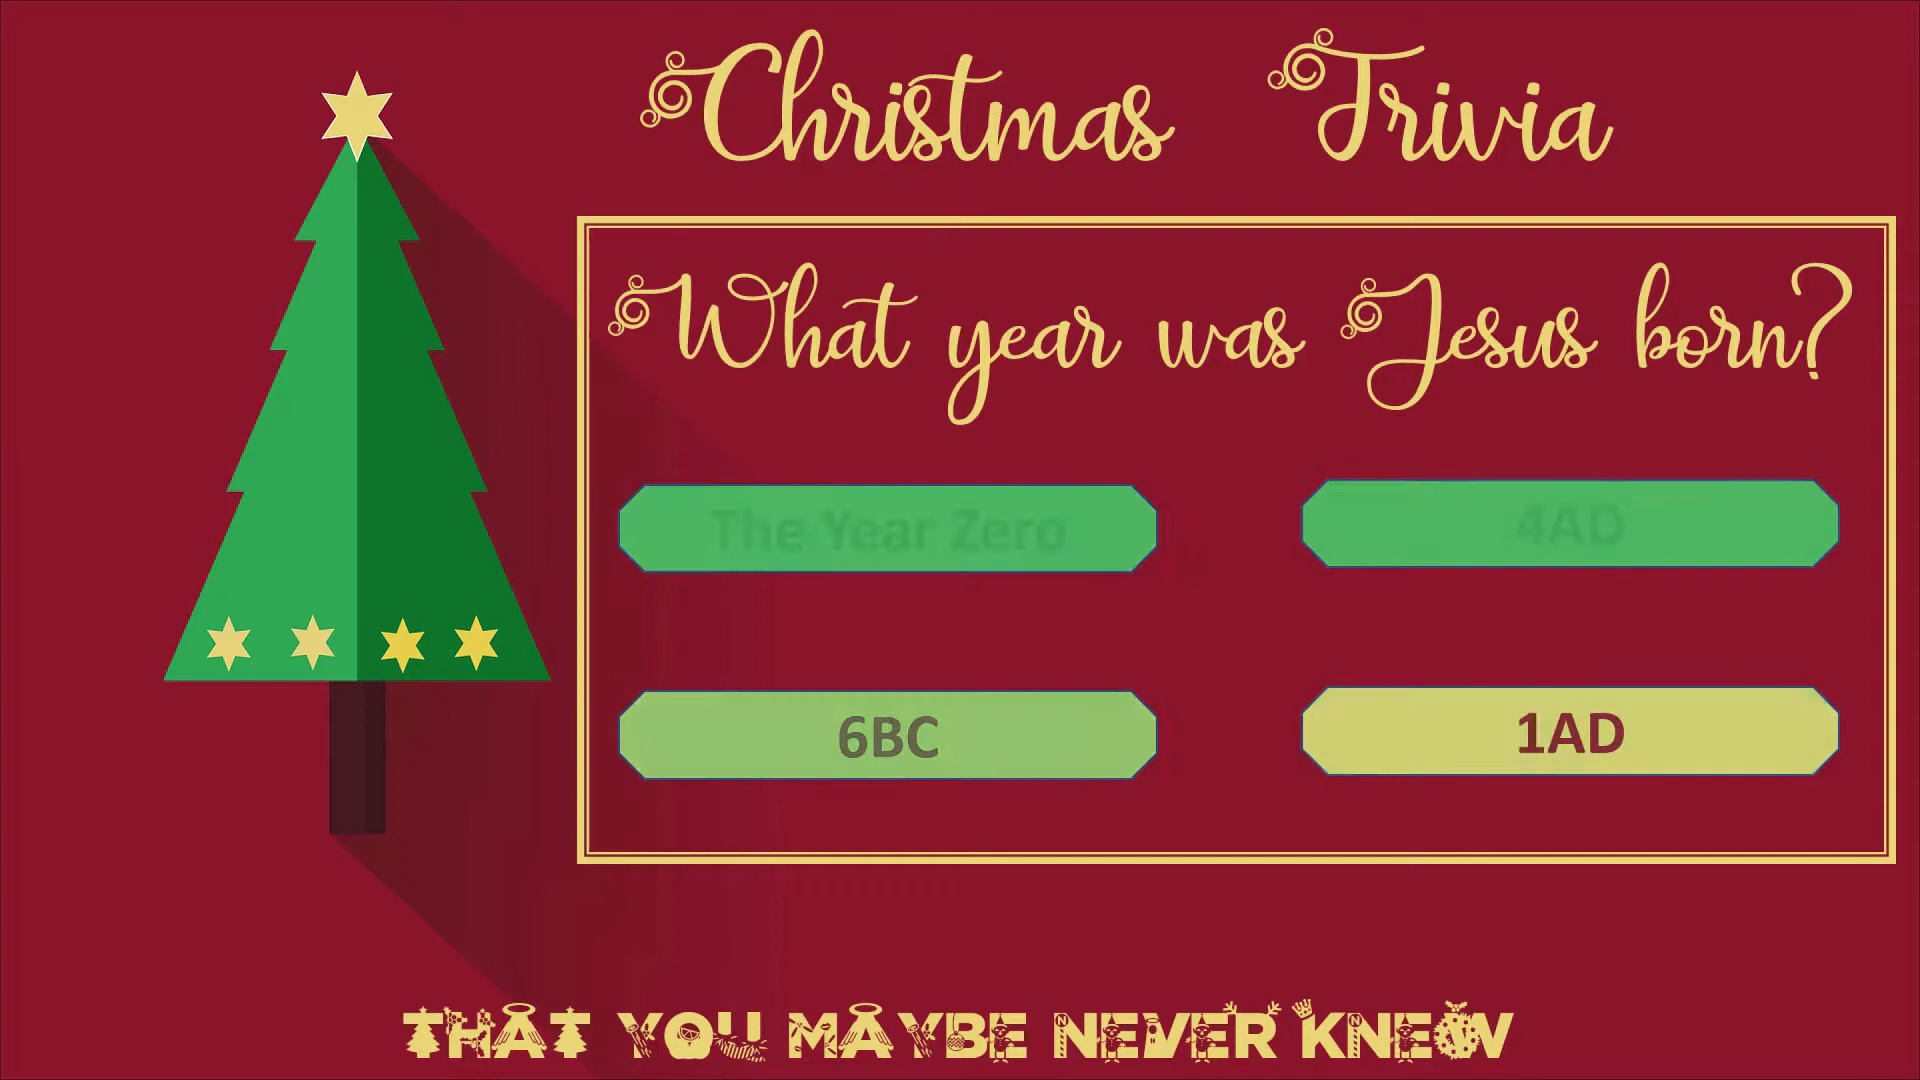 Christmas Trivia
What year was Jesus born?
The Year Zero
4AD
6BC
1AD
THAT YOU MAYBE NEVER KNEW